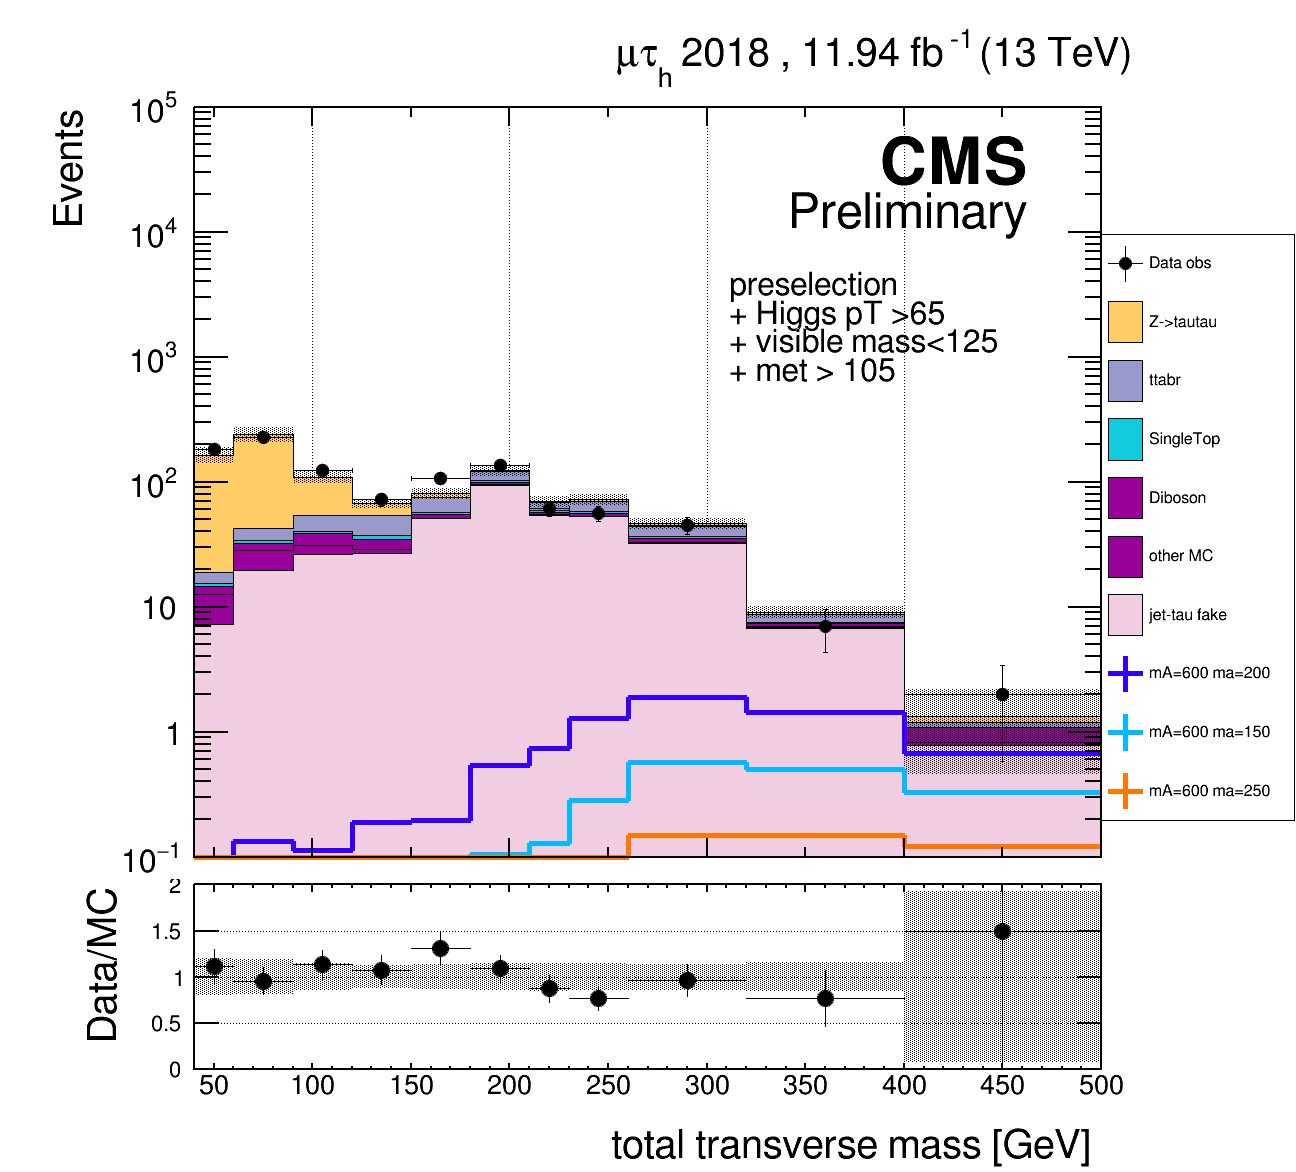 μτh 2018 , 11.94 fb-1 (13 TeV)
Events
10^5
10^4
10^3
10^2
10
1
10^−1
CMS
Preliminary
preselection
+ Higgs pT >65
+ visible mass<125
+ met > 105
Data obs
Z->tautau
ttabr
SingleTop
Diboson
other MC
jet-tau fake
mA=600 ma=200
mA=600 ma=150
mA=600 ma=250
Data/MC
2
1.5
1
0.5
0
50 100 150 200 250 300 350 400 450 500
total transverse mass [GeV]